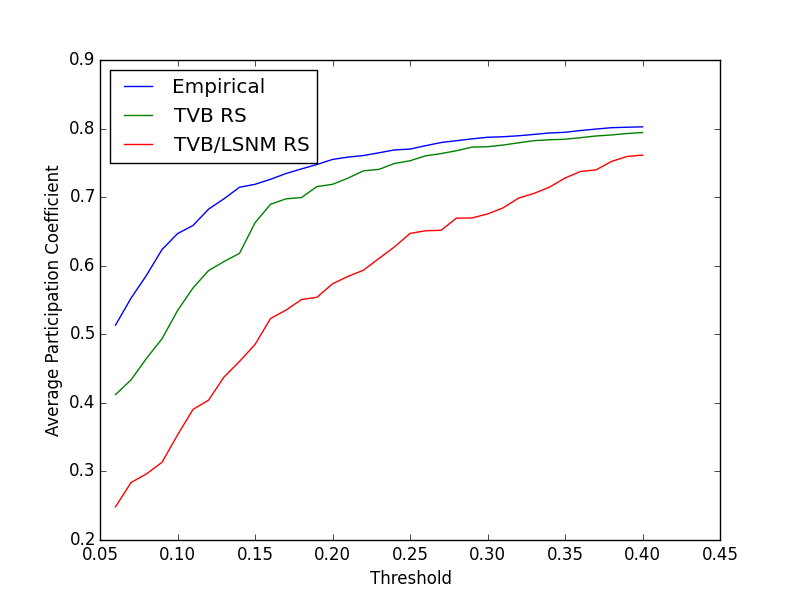 0.9
0.8
0.7
0.6
0.5
0.4
0.3
0.2
Average Participation Coefficient
Empirical
TVB RS
TVB/LSNM RS
0.05 0.10 0.15 0.20 0.25 0.30 0.35 0.40 0.45
Threshold